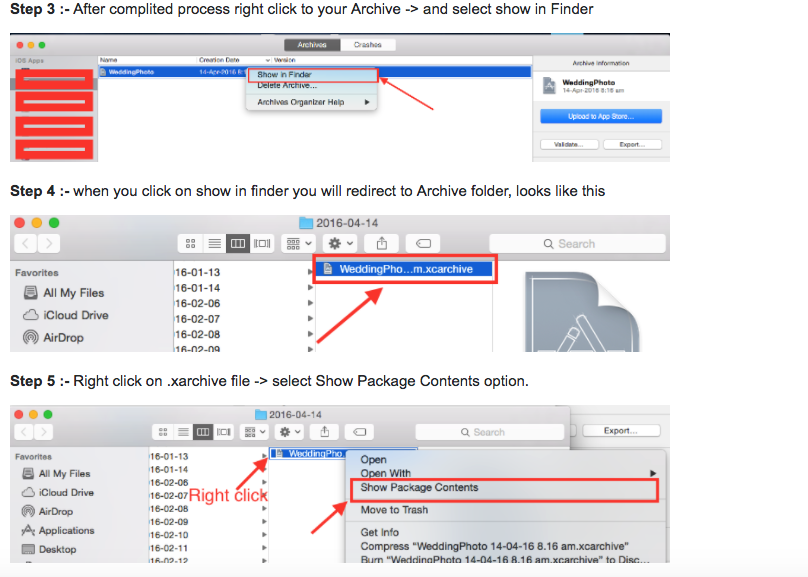 Step 3 :- After complited process right click to your Archive -> and select show in Finder
Archives Crashes
iOS Apps
Name Creation Date Version
WeddingPhoto 14-Apr-2016 8:1
Show in Finder
Delete Archive...
Archives Organizer Help
Archive Information
WeddingPhoto
14-Apr-2016 8:16 am
Upload to App Store...
Validate... Export...
Step 4 :- when you click on show in finder you will redirect to Archive folder, looks like this
2016-04-14
Search
Favorites
All My Files
iCloud Drive
AirDrop
16-01-13
16-01-14
16-02-06
16-02-07
16-02-08
16-02-09
WeddingPho...m.xcarchive
Step 5 :- Right click on .xarchive file -> select Show Package Contents option.
2016-04-14
Search
Export...
Favorites
All My Files
iCloud Drive
AirDrop
Applications
Desktop
16-01-13
16-01-14
16-02-06
16-02-07
16-02-08
16-02-09
16-02-10
16-02-11
16-02-12
WeddingPho
Right click
Open
Open With
Show Package Contents
Move to Trash
Get Info
Compress “WeddingPhoto 14-04-16 8.16 am.xcarchive”
Burn “WeddingPhoto 14-04-16 8.16 am.xcarchive” to Disc...